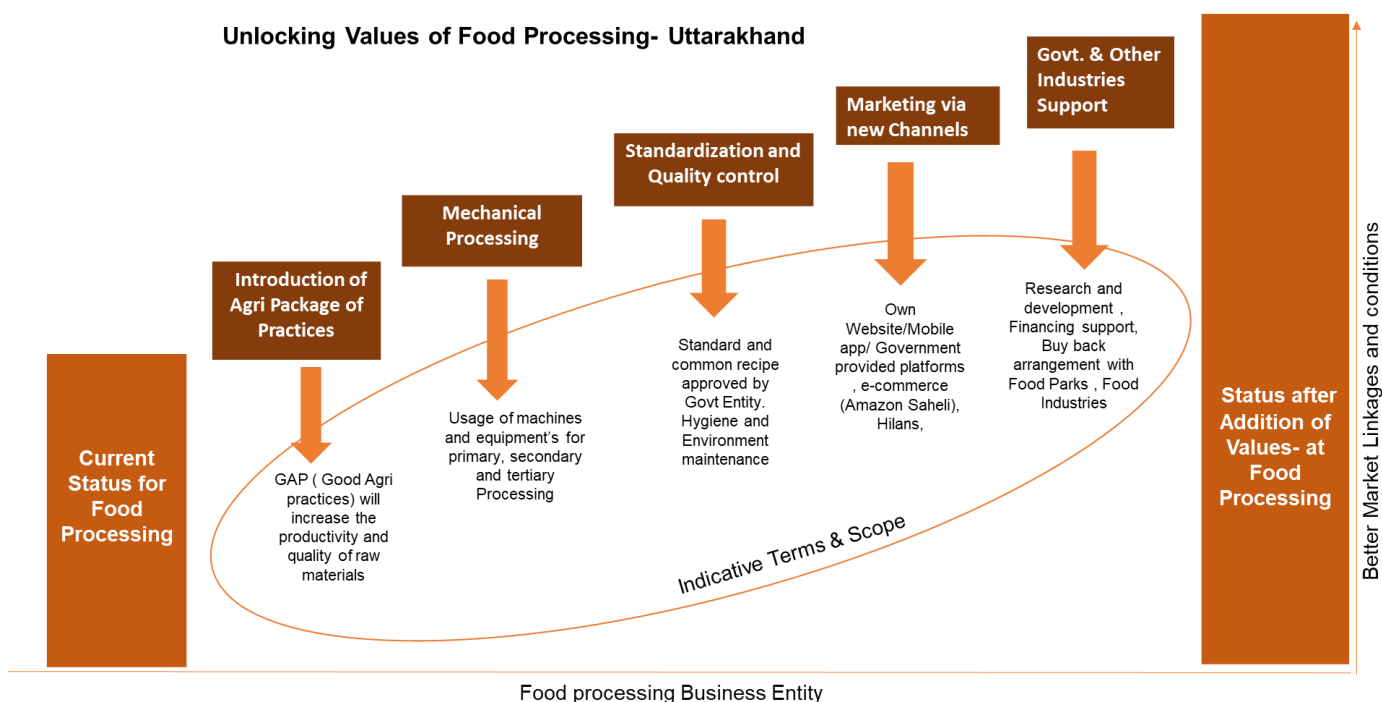 Unlocking Values of Food Processing- Uttarakhand
Current
Status for
Food
Processing
Introduction of
Agri Package of
Practices
GAP ( Good Agri
practices) will
increase the
productivity and
quality of raw
materials
Mechanical
Processing
Usage of machines
and equipment's for
primary, secondary
and tertiary
Processing
Standardization and
Quality control
Standard and
common recipe
approved by
Govt Entity.
Hygiene and
Environment
maintenance
Marketing via
new Channels
Own
Website/Mobile
app/ Government
provided platforms
, e-commerce
(Amazon Saheli),
Hilans,
Govt. & Other
Industries
Support
Research and
development ,
Financing support,
Buy back
arrangement with
Food Parks , Food
Industries
Indicative Terms & Scope
Status after
Addition of
Values- at
Food
Processing
Better Market Linkages and conditions
Food processing Business Entity